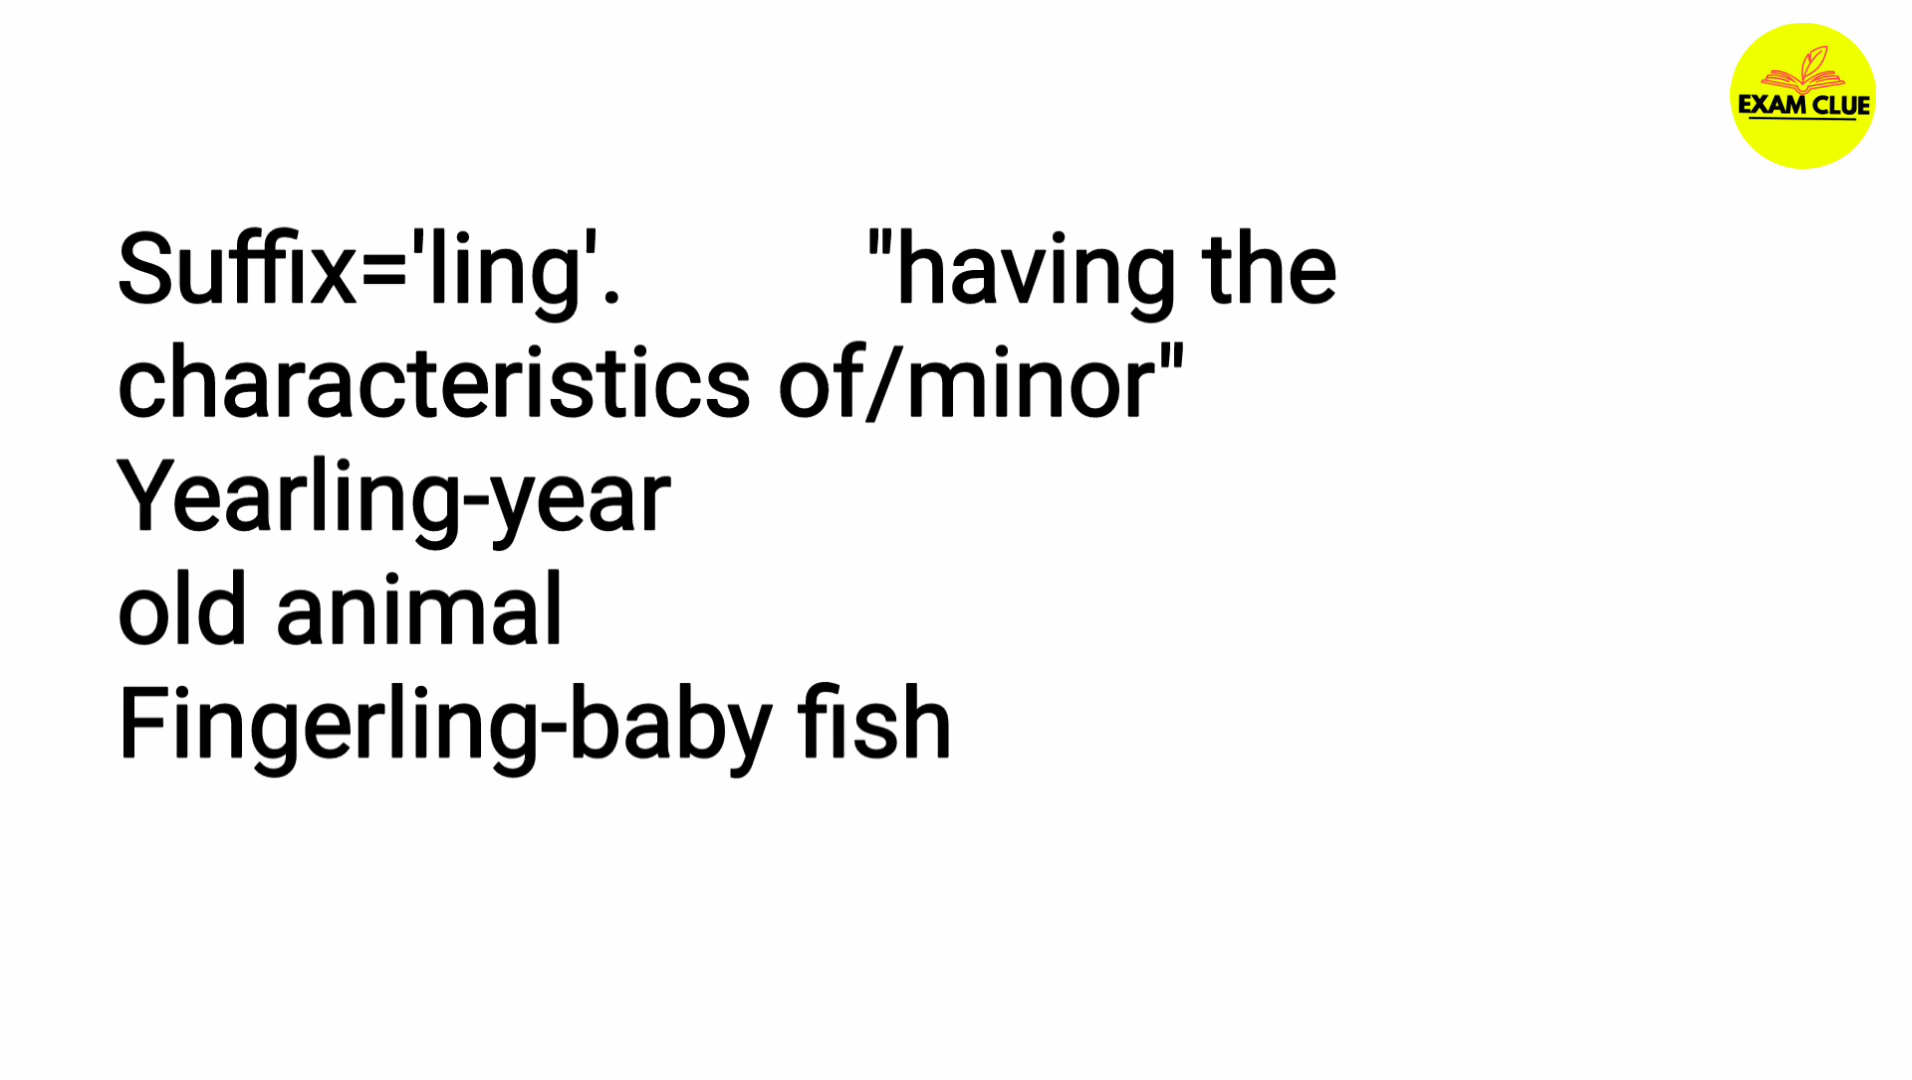 EXAM CLUE
Suffix='ling'. "having the
characteristics of/minor"
Yearling-year
old animal
Fingerling-baby fish